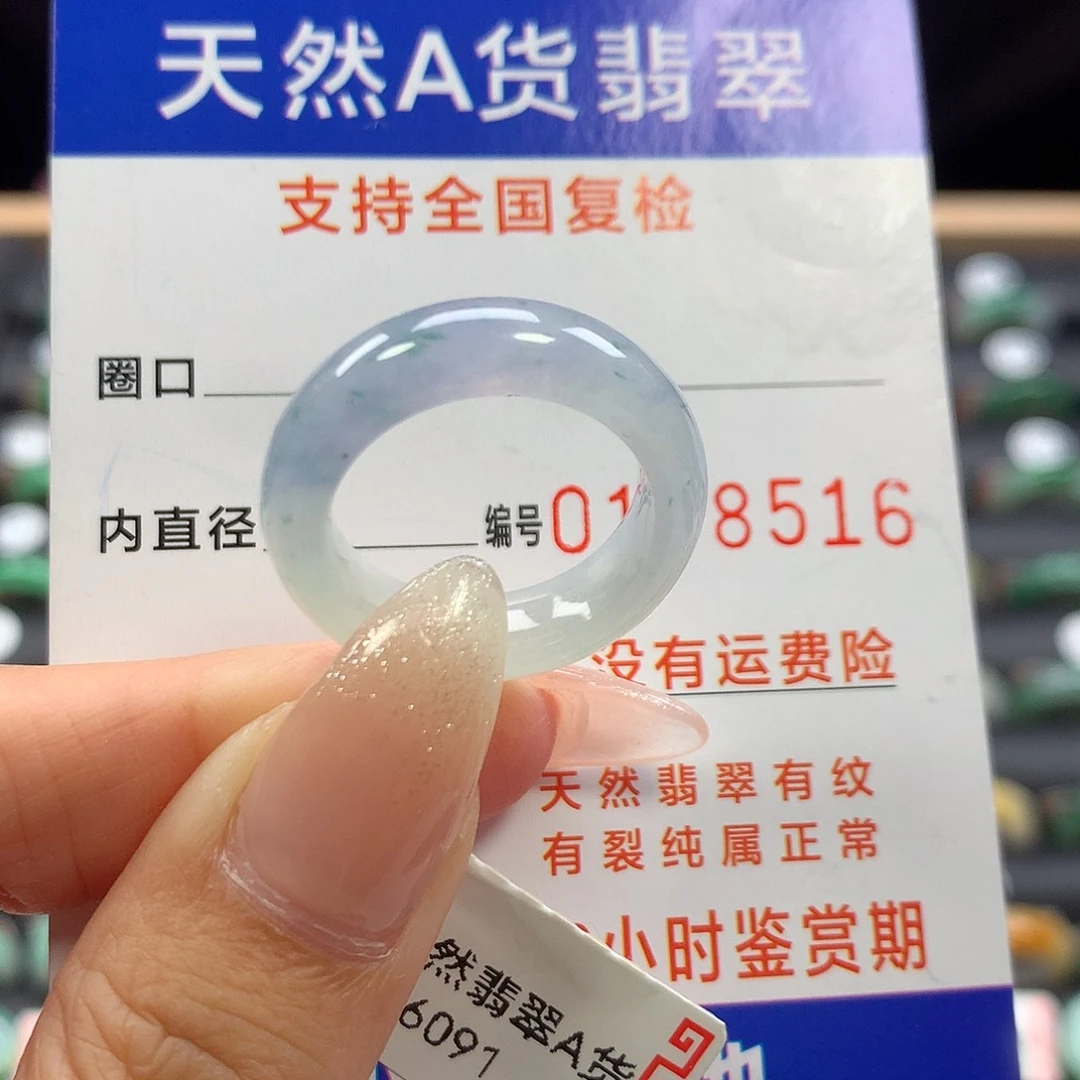 天然A货翡翠
支持全国复检
圈口
内直径 编号 01 8516
没有运费险
天然翡翠有纹
有裂纯属正常
小时鉴赏期
然翡翠A货
6091